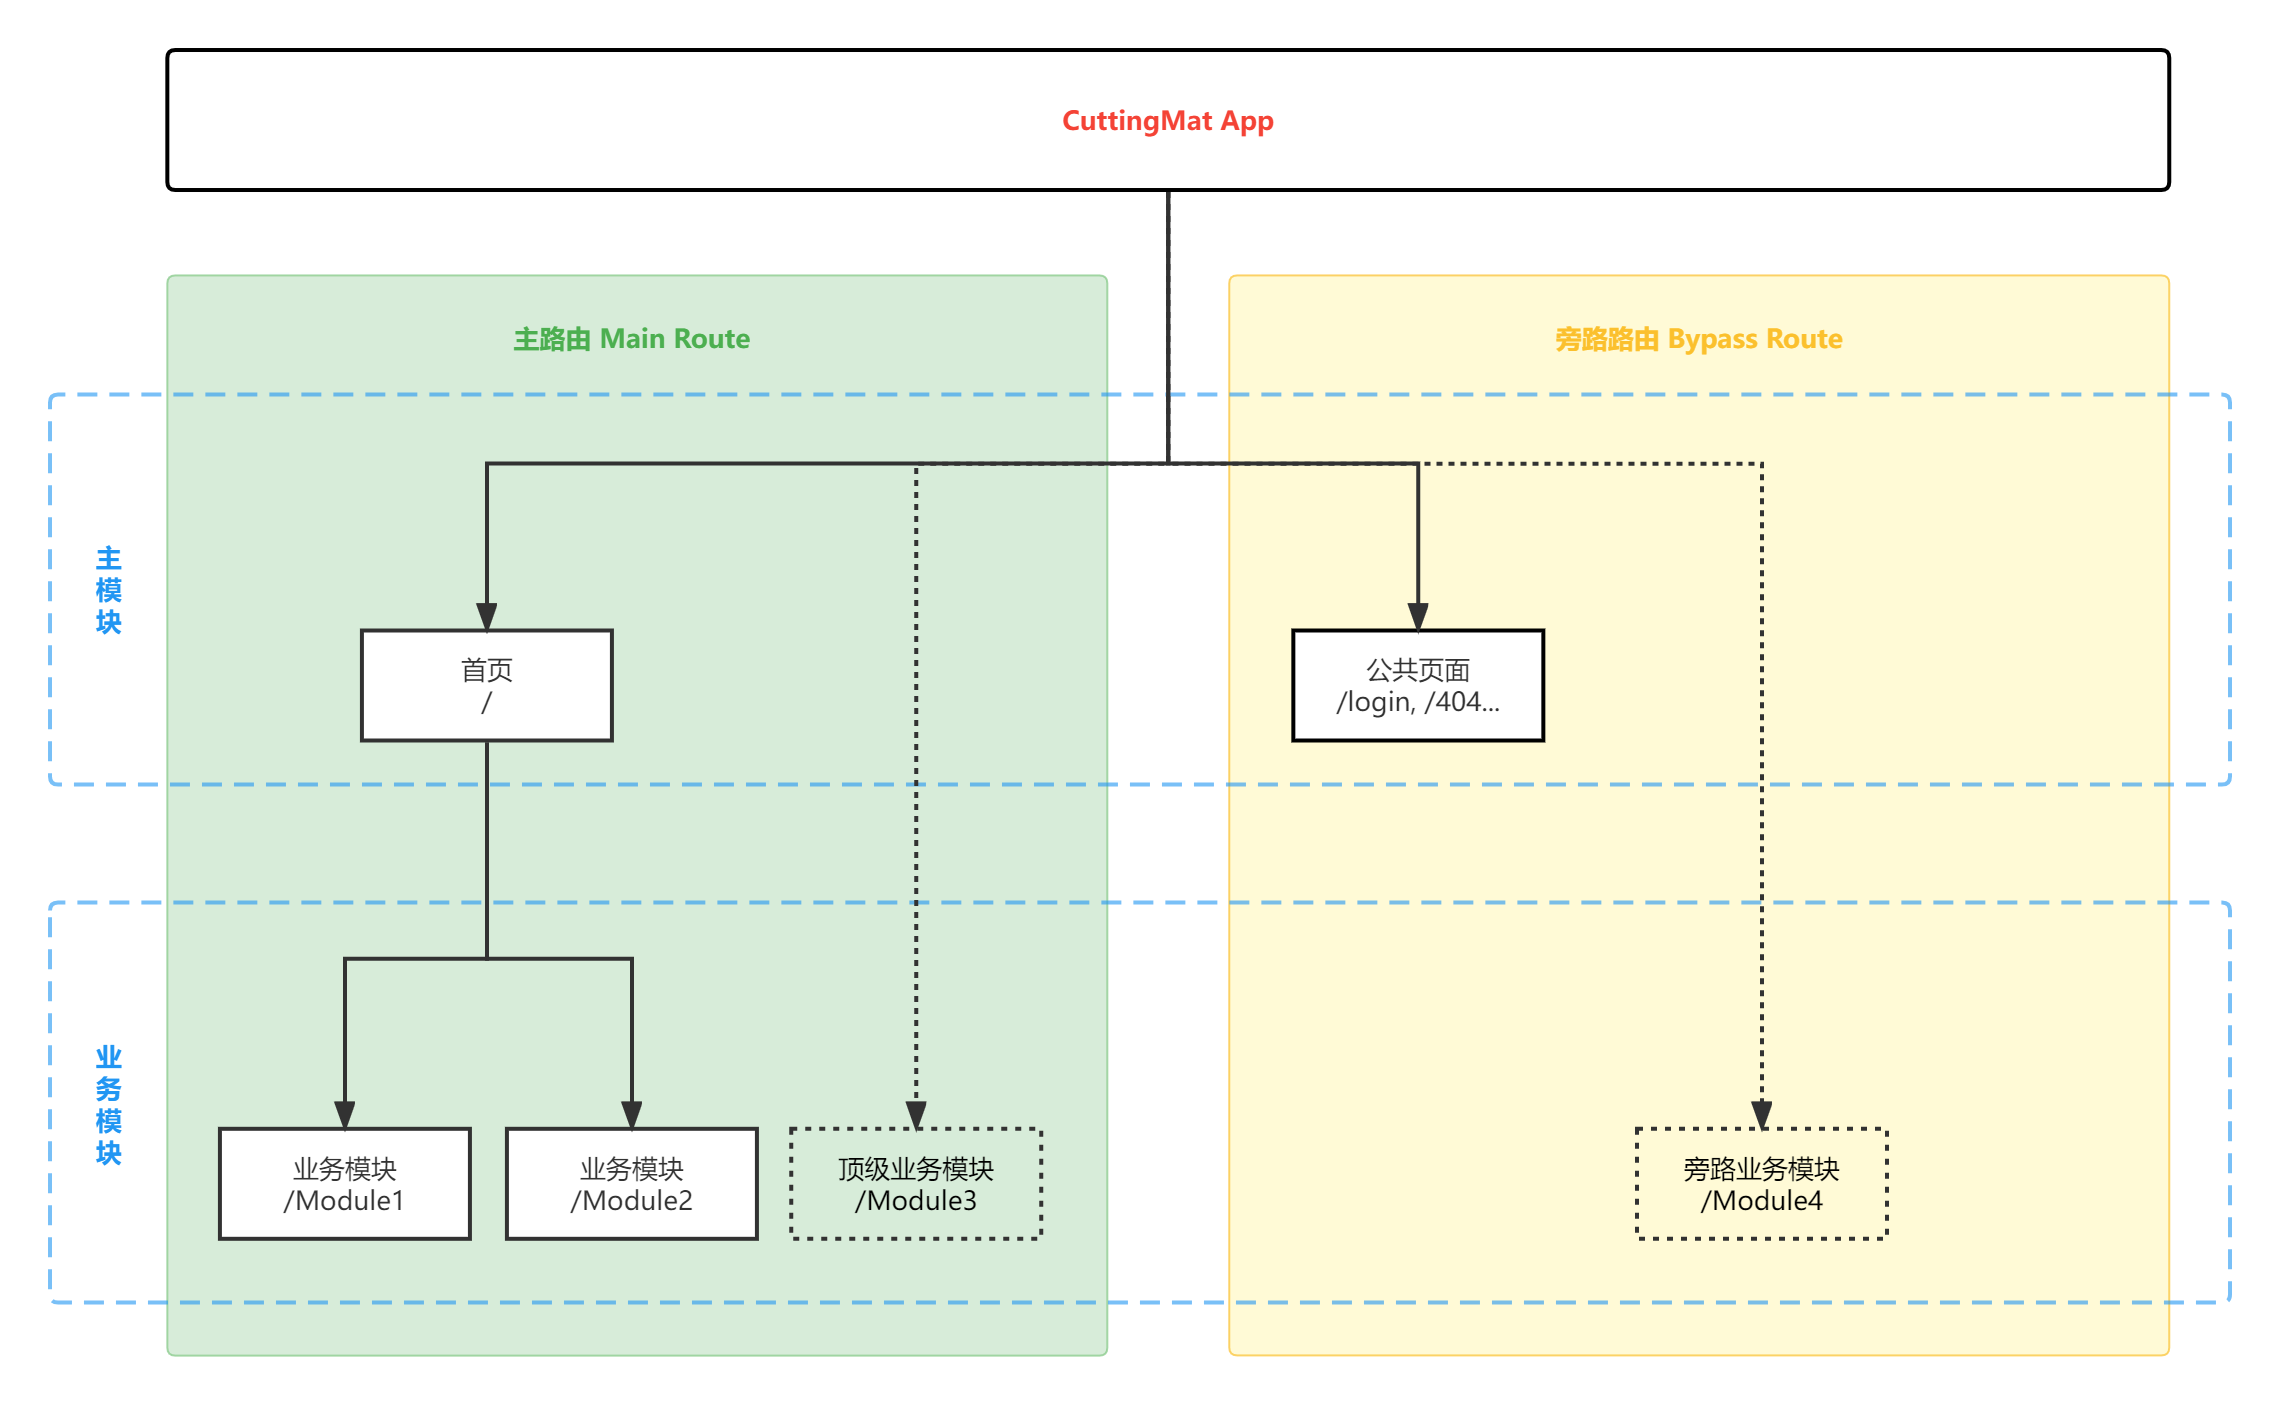 CuttingMat App
主路由 Main Route
旁路路由 Bypass Route
主
模
块
首页
/
公共页面
/login, /404...
业
务
模
块
业务模块
/Module1
业务模块
/Module2
顶级业务模块
/Module3
旁路业务模块
/Module4